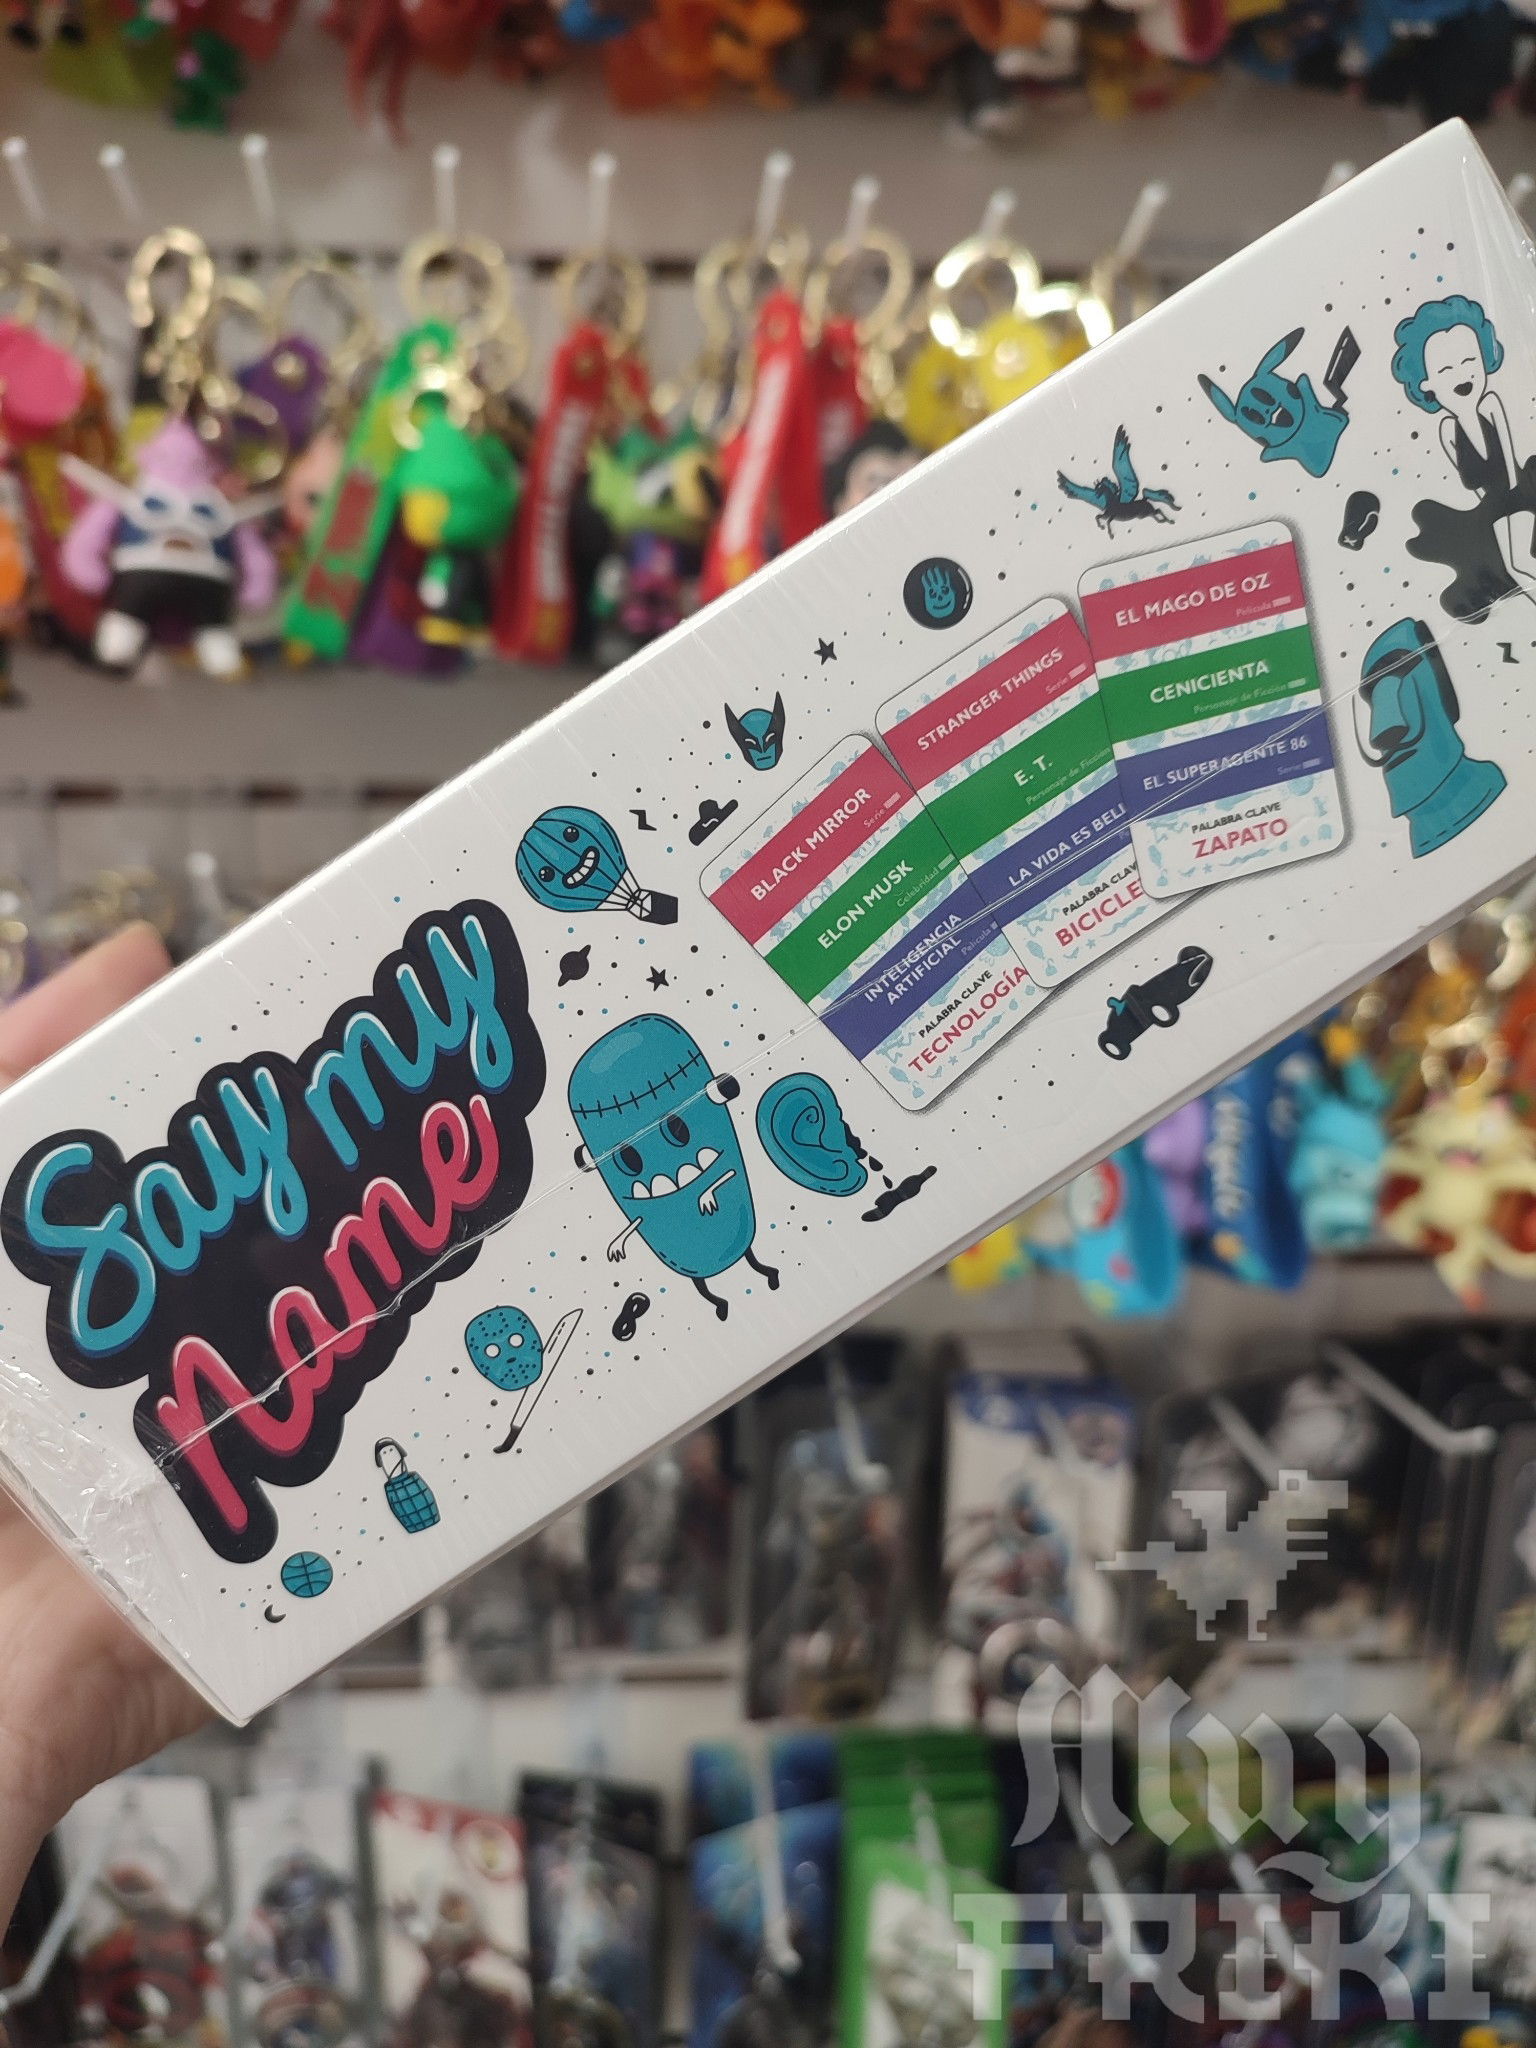 Say my
Name
BLACK MIRROR
Serie
ELON MUSK
Celebridad
INTELIGENCIA
ARTIFICIAL
Película
PALABRA CLAVE
TECNOLOGÍA
STRANGER THINGS
Serie
E. T.
Personaje de Ficción
LA VIDA ES BELL
PALABRA CLAV
BICICLE
EL MAGO DE OZ
Película
CENICIENTA
Personaje de Ficción
EL SUPERAGENTE 86
Serie
PALABRA CLAVE
ZAPATO
Muy
FRIKI